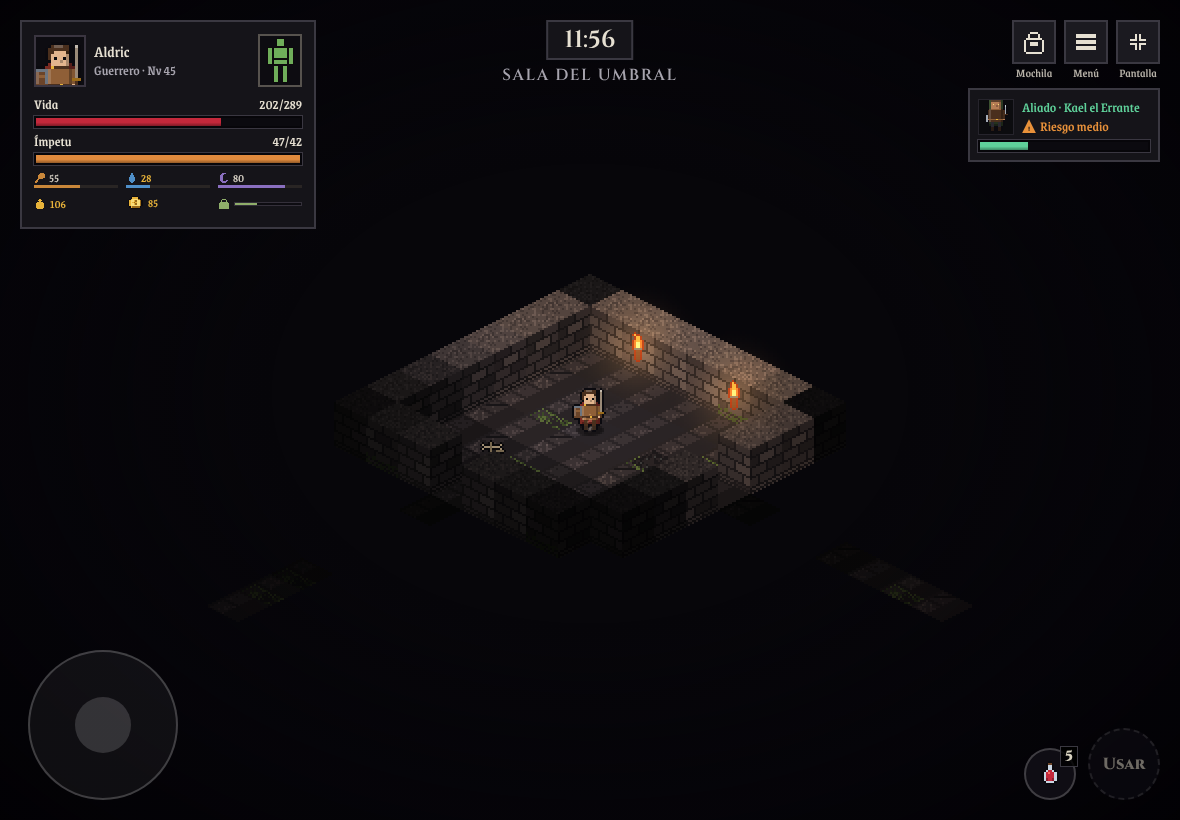 Aldric
Guerrero · Nv 45
Vida 202/289
Ímpetu 47/42
55 28 80
106 85
11:56
SALA DEL UMBRAL
Mochila Menú Pantalla
Aliado · Kael el Errante
Riesgo medio
5
USAR